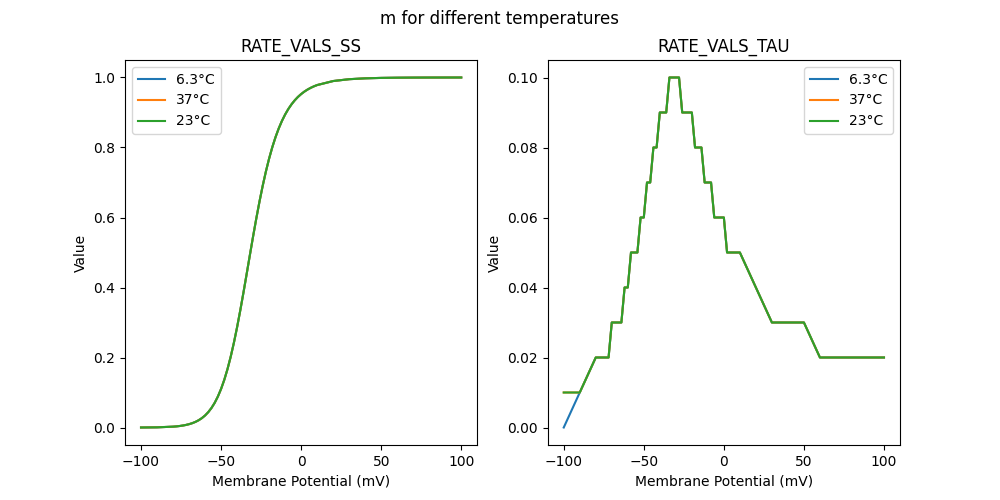 m for different temperatures
RATE_VALS_SS
RATE_VALS_TAU
6.3°C
37°C
23°C
6.3°C
37°C
23°C
Value
1.0
0.8
0.6
0.4
0.2
0.0
−100 −50 0 50 100
Membrane Potential (mV)
Value
0.10
0.08
0.06
0.04
0.02
0.00
−100 −50 0 50 100
Membrane Potential (mV)